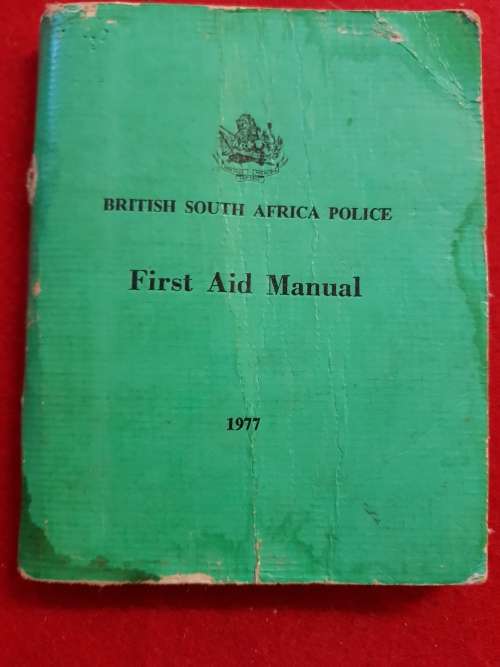 BRITISH SOUTH AFRICA POLICE
First Aid Manual
1977